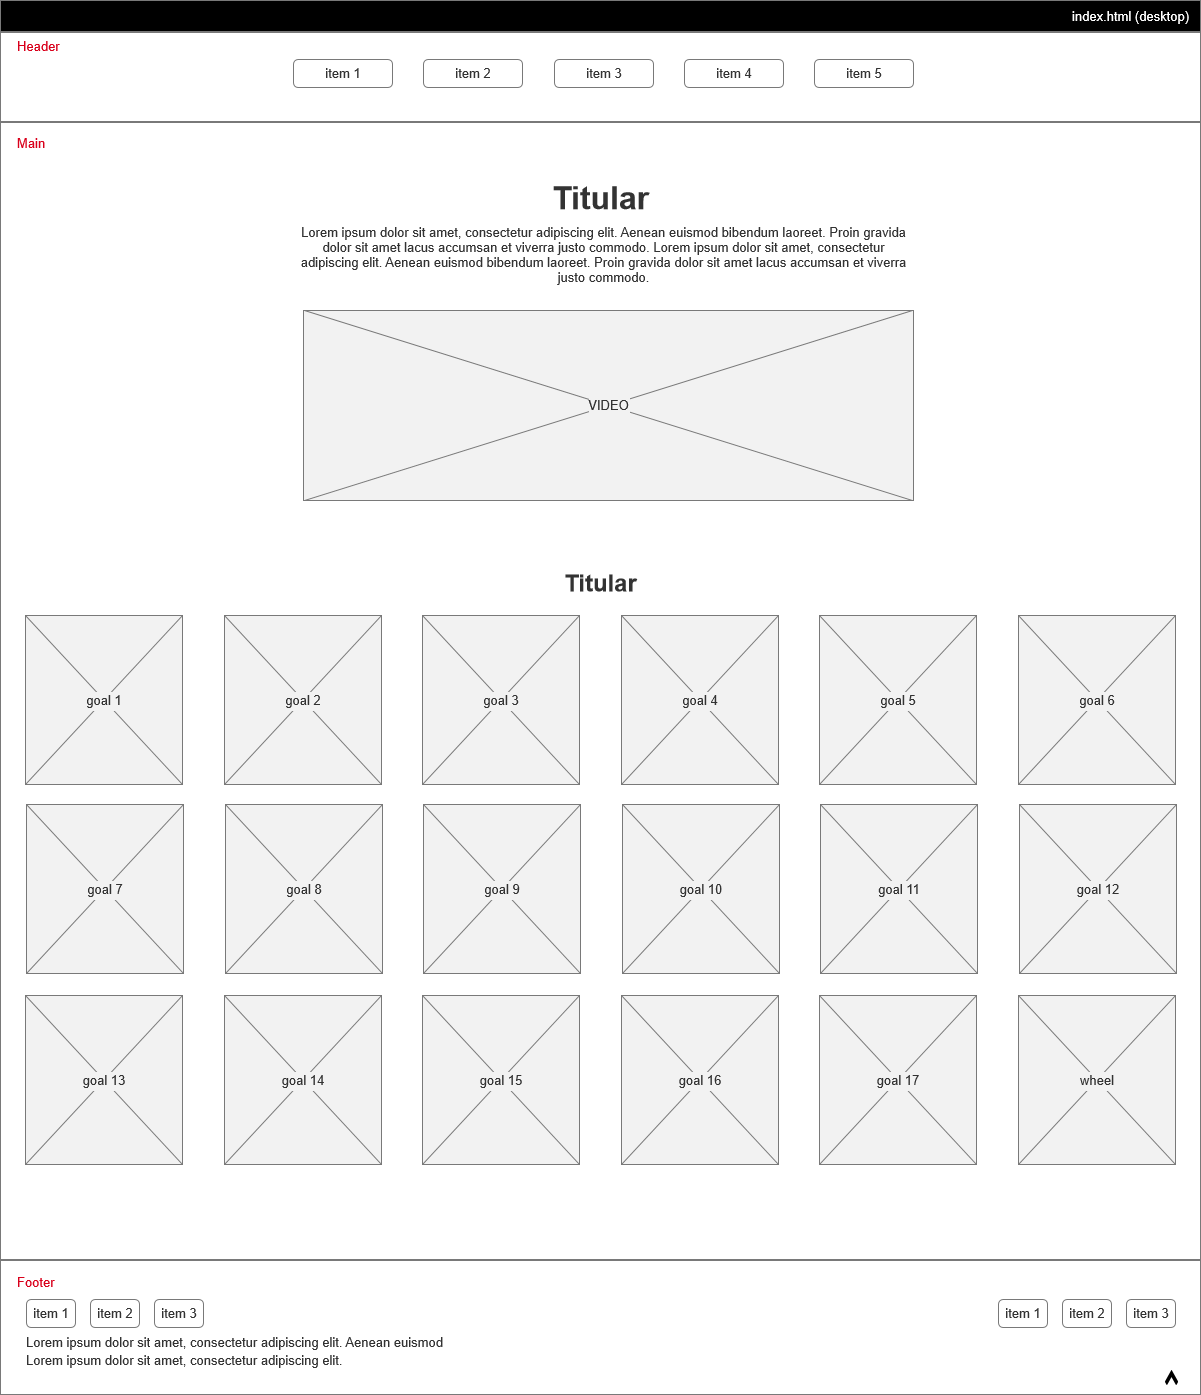 index.html (desktop)
Header
item 1
item 2
item 3
item 4
item 5
Main
Titular
Lorem ipsum dolor sit amet, consectetur adipiscing elit. Aenean euismod bibendum laoreet. Proin gravida
dolor sit amet lacus accumsan et viverra justo commodo. Lorem ipsum dolor sit amet, consectetur
adipiscing elit. Aenean euismod bibendum laoreet. Proin gravida dolor sit amet lacus accumsan et viverra
justo commodo.
VIDEO
Titular
goal 1
goal 2
goal 3
goal 4
goal 5
goal 6
goal 7
goal 8
goal 9
goal 10
goal 11
goal 12
goal 13
goal 14
goal 15
goal 16
goal 17
wheel
Footer
item 1
item 2
item 3
item 1
item 2
item 3
Lorem ipsum dolor sit amet, consectetur adipiscing elit. Aenean euismod
Lorem ipsum dolor sit amet, consectetur adipiscing elit.